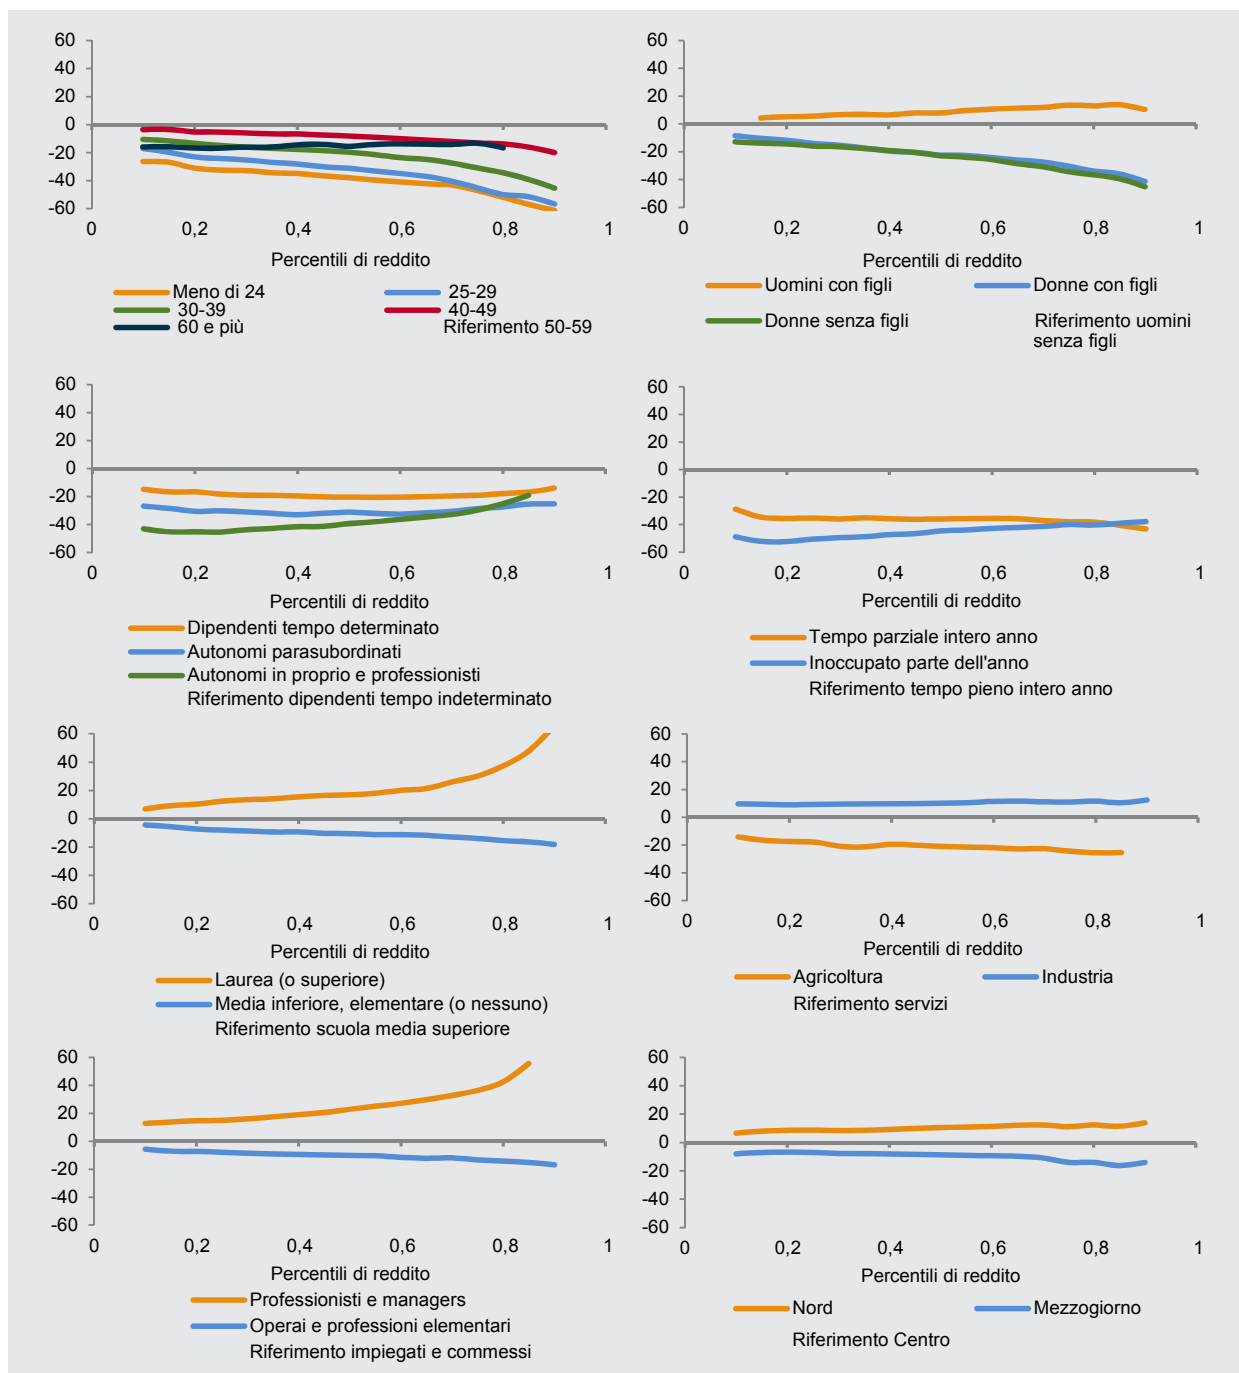 60
40
20
0
-20
-40
-60
0 0,2 0,4 0,6 0,8 1
Percentili di reddito
Meno di 24 25-29
30-39 40-49
60 e più Riferimento 50-59
60
40
20
0
-20
-40
-60
0 0,2 0,4 0,6 0,8 1
Percentili di reddito
Uomini con figli Donne con figli
Donne senza figli Riferimento uomini
senza figli
60
40
20
0
-20
-40
-60
0 0,2 0,4 0,6 0,8 1
Percentili di reddito
Dipendenti tempo determinato
Autonomi parasubordinati
Autonomi in proprio e professionisti
Riferimento dipendenti tempo indeterminato
60
40
20
0
-20
-40
-60
0 0,2 0,4 0,6 0,8 1
Percentili di reddito
Tempo parziale intero anno
Inoccupato parte dell'anno
Riferimento tempo pieno intero anno
60
40
20
0
-20
-40
-60
0 0,2 0,4 0,6 0,8 1
Percentili di reddito
Laurea (o superiore)
Media inferiore, elementare (o nessuno)
Riferimento scuola media superiore
60
40
20
0
-20
-40
-60
0 0,2 0,4 0,6 0,8 1
Percentili di reddito
Agricoltura Industria
Riferimento servizi
60
40
20
0
-20
-40
-60
0 0,2 0,4 0,6 0,8 1
Percentili di reddito
Professionisti e managers
Operai e professioni elementari
Riferimento impiegati e commessi
60
40
20
0
-20
-40
-60
0 0,2 0,4 0,6 0,8 1
Percentili di reddito
Nord Mezzogiorno
Riferimento Centro